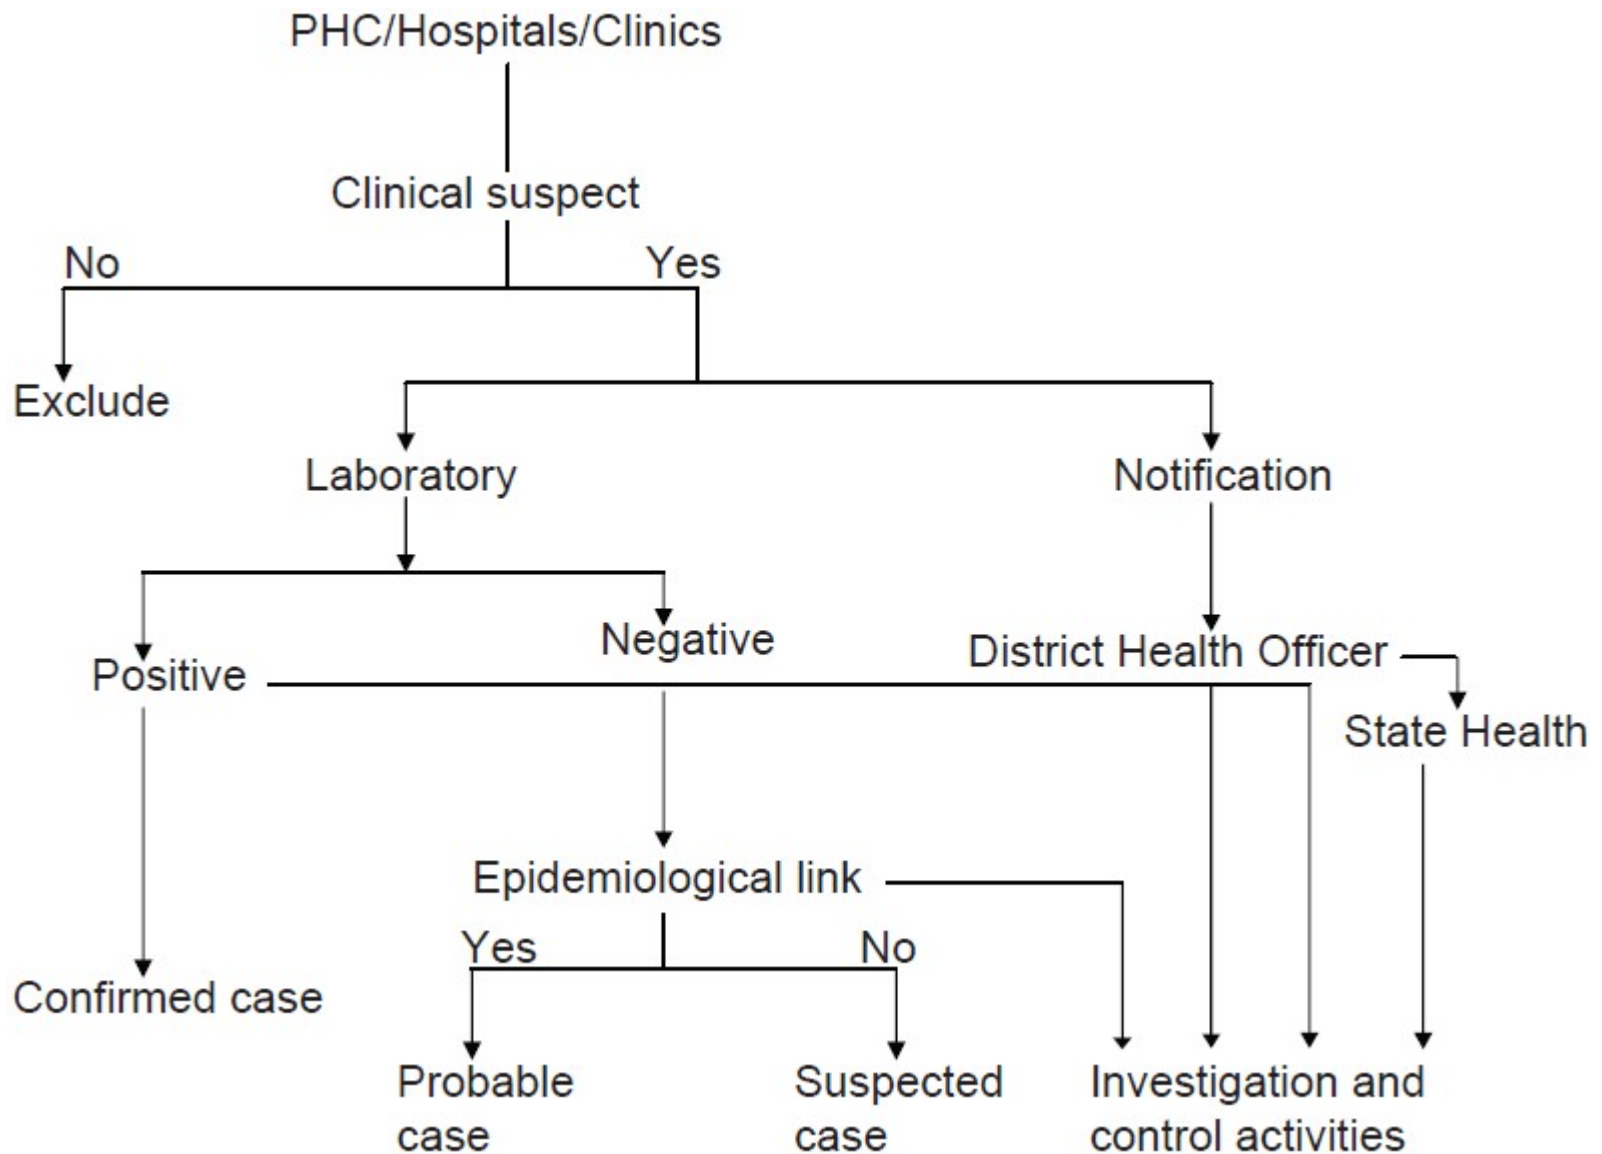 PHC/Hospitals/Clinics
Clinical suspect
No
Yes
Exclude
Laboratory
Notification
Negative
District Health Officer
Positive
State Health
Epidemiological link
Yes
No
Confirmed case
Probable
case
Suspected
case
Investigation and
control activities